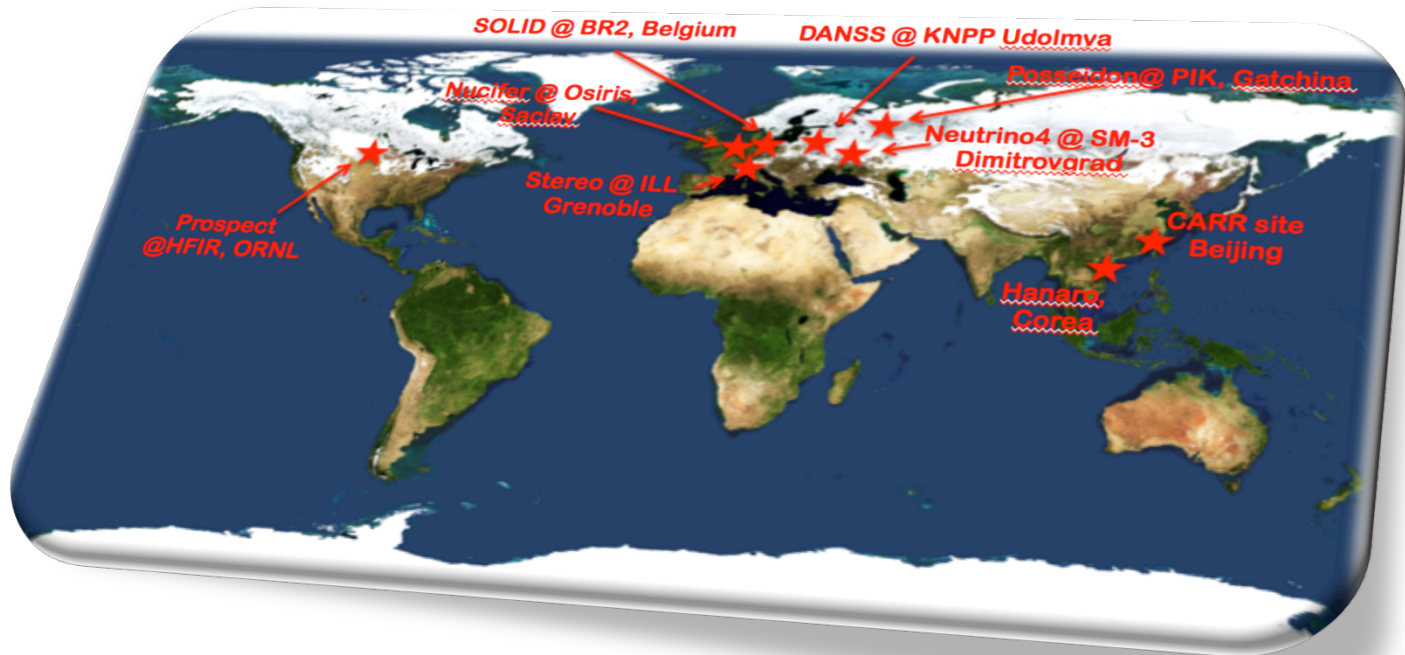 SOLID @ BR2, Belgium
DANSS @ KNPP Udolmya
Posseidon@ PIK, Gatchina
Nucifer @ Osiris,
Saclay
Neutrino4 @ SM-3
Dimitrovgrad
Stereo @ ILL
Grenoble
Prospect
@HFIR, ORNL
CARR site
Beijing
Hanaro,
Corea